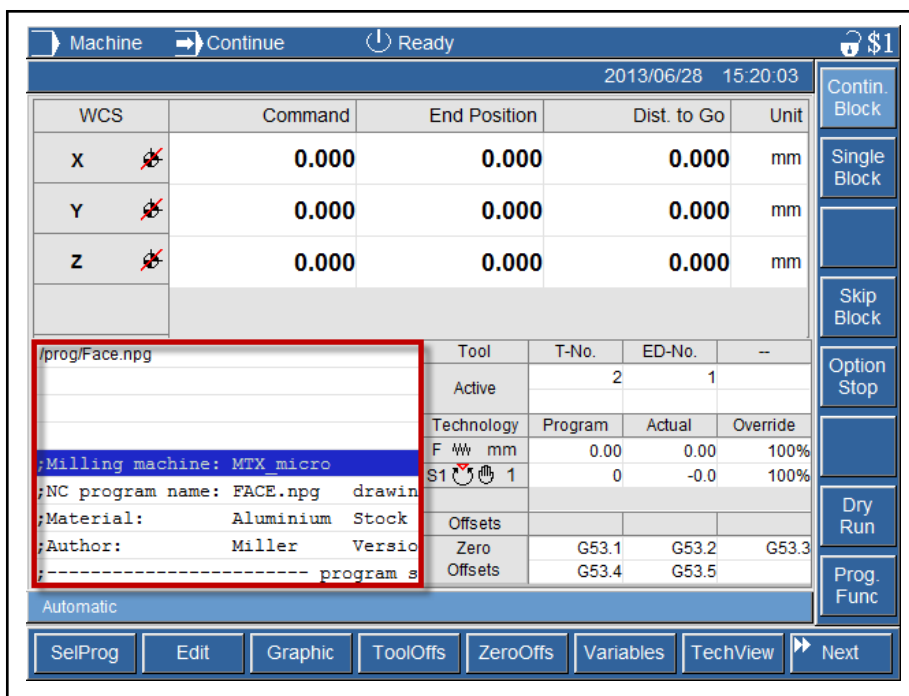 Machine Continue Ready $1
2013/06/28 15:20:03
Contin. Block
WCS Command End Position Dist. to Go Unit
X 0.000 0.000 0.000 mm
Single Block
Y 0.000 0.000 0.000 mm
Z 0.000 0.000 0.000 mm
Skip Block
/prog/Face.npg
Tool T-No. ED-No. --
Active 2 1
Option Stop
Technology Program Actual Override
F mm 0.00 0.00 100%
;Milling machine: MTX_micro
S1 1 0 -0.0 100%
;NC program name: FACE.npg drawin
;Material: Aluminium Stock
Offsets
Dry Run
;Author: Miller Versio
Zero Offsets G53.1 G53.2 G53.3
G53.4 G53.5
;------------------------ program s
Prog. Func
Automatic
SelProg Edit Graphic ToolOffs ZeroOffs Variables TechView Next